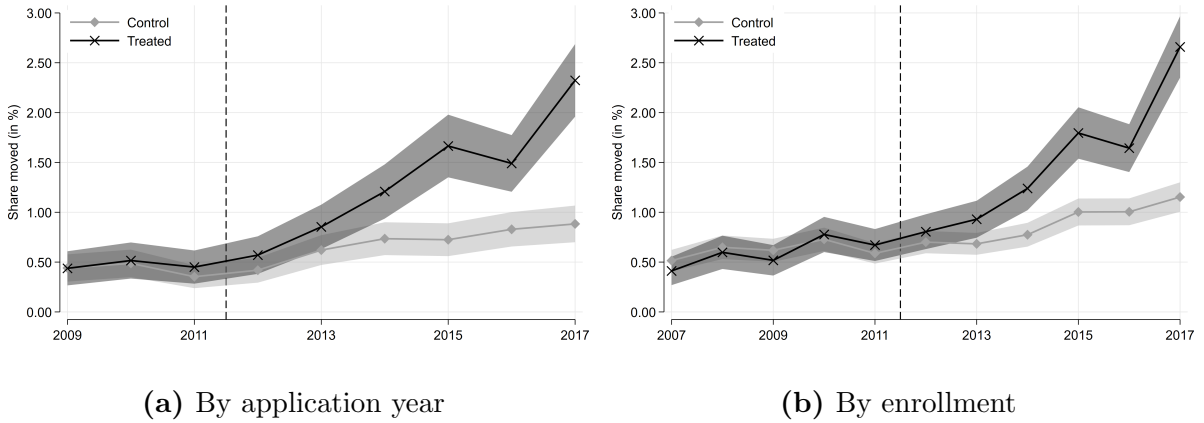 3.00
2.50
2.00
1.50
1.00
0.50
0.00
Share moved (in %)
Control
Treated
2009 2011 2013 2015 2017
(a) By application year
3.00
2.50
2.00
1.50
1.00
0.50
0.00
Share moved (in %)
Control
Treated
2007 2009 2011 2013 2015 2017
(b) By enrollment